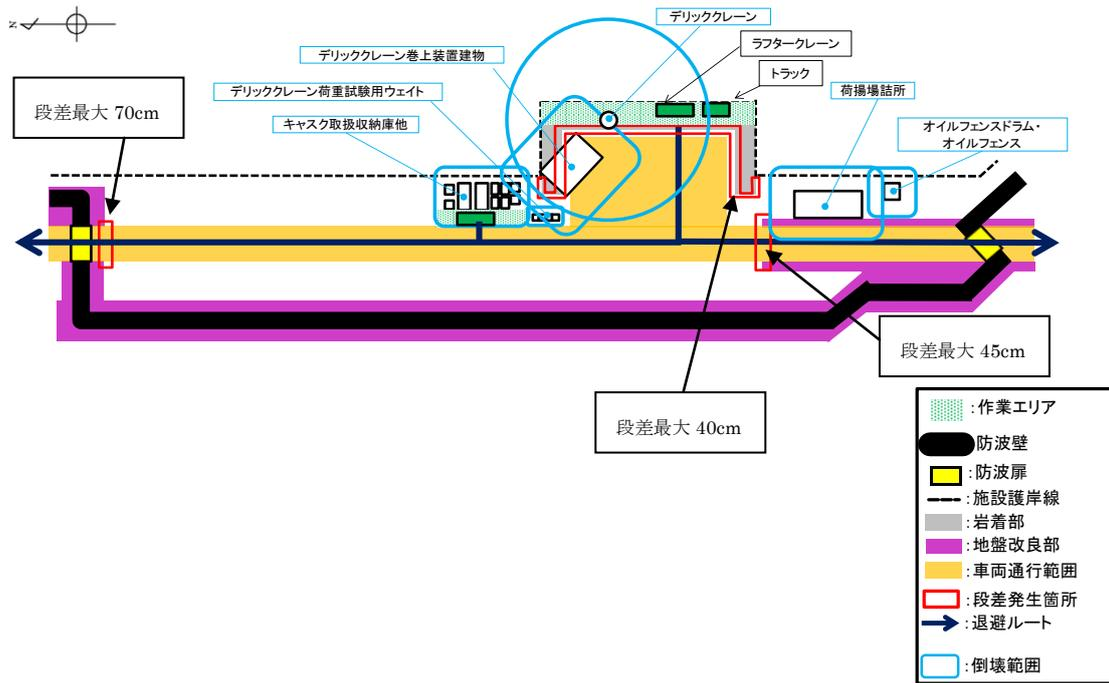 N
デリッククレーン
ラフタークレーン
デリッククレーン巻上装置建物
トラック
段差最大 70cm
デリッククレーン荷重試験用ウェイト
荷揚場詰所
キャスク取扱収納庫他
オイルフェンスドラム・
オイルフェンス
段差最大 45cm
段差最大 40cm
：作業エリア
：防波壁
：防波扉
：施設護岸線
：岩着部
：地盤改良部
：車両通行範囲
：段差発生箇所
：退避ルート
：倒壊範囲